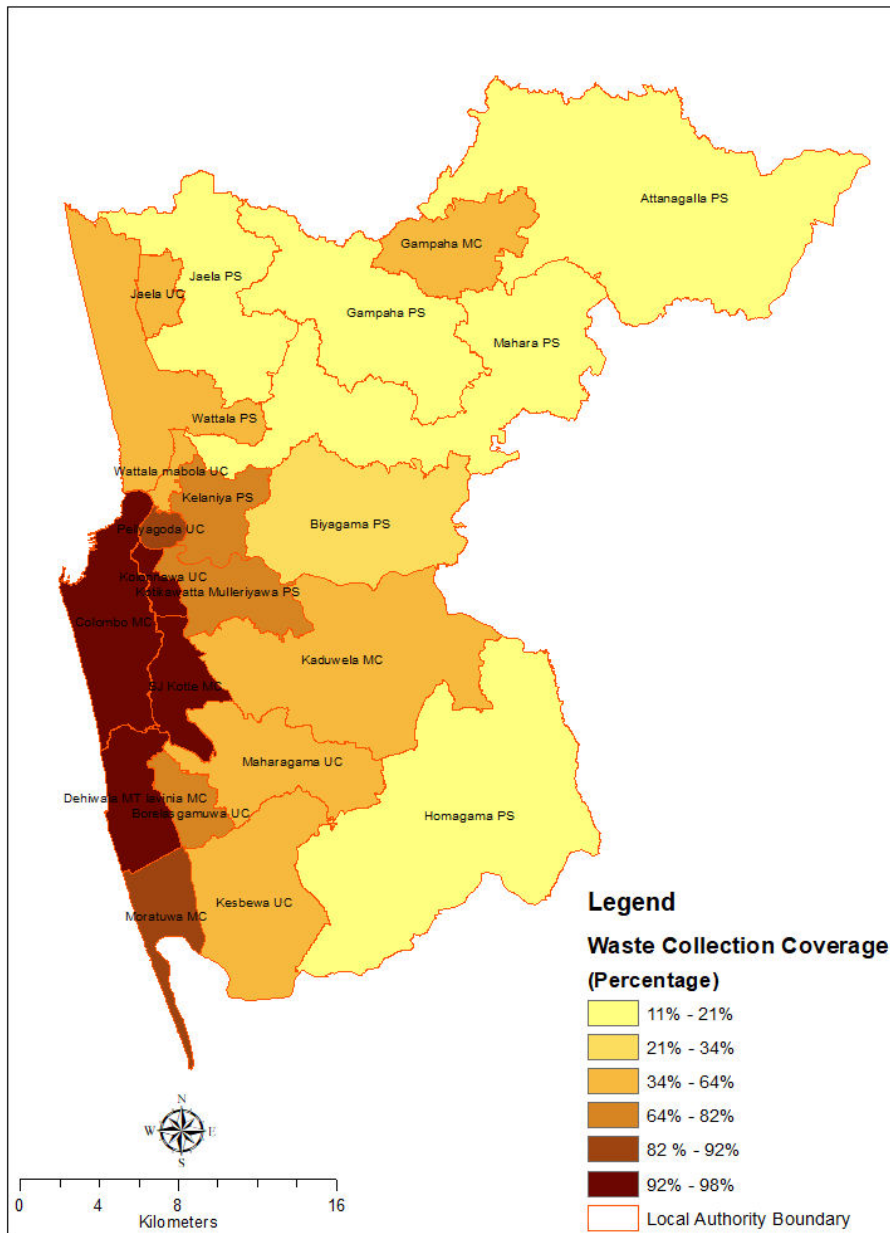 Attanagalla PS
Gampaha MC
Jaela PS
Jaela UC
Gampaha PS
Mahara PS
Wattala PS
Wattala mabola UC
Kelaniya PS
Biyagama PS
Peliyagoda UC
Kolonnawa UC
Kotikawatta Mulleriyawa PS
Colombo MC
Kaduwela MC
SJ Kotte MC
Maharagama UC
Dehiwala MT lavinia MC
Borelasgamuwa UC
Homagama PS
Kesbewa UC
Moratuwa MC
Legend
Waste Collection Coverage
(Percentage)
11% - 21%
21% - 34%
34% - 64%
64% - 82%
82 % - 92%
92% - 98%
Local Authority Boundary
N
W E
S
0 4 8 16
Kilometers